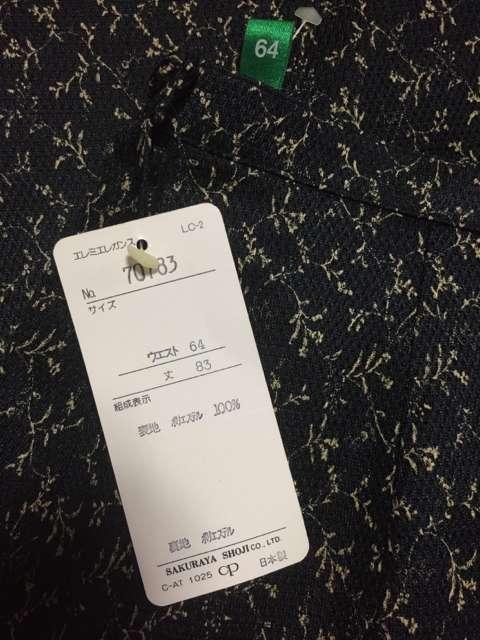 64
エレミエレガンス
LC-2
No. 70783
サイズ
ウエスト 64
丈 83
組成表示
表地 ポリエステル 100%
裏地 ポリエステル
SAKURAYA SHOJI CO., LTD.
C-AT 1025 CP 日本製